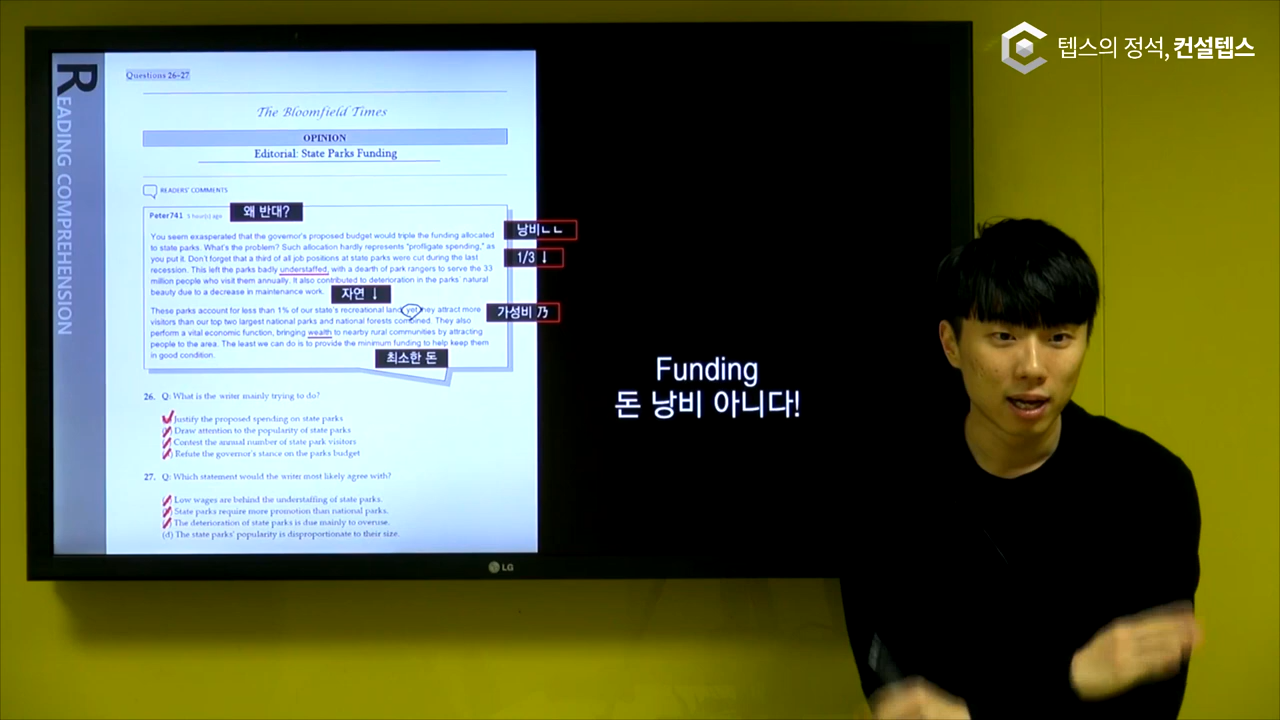 텝스의 정석, 컨설텝스
READING COMPREHENSION
Questions 26-27
The Bloomfield Times
OPINION
Editorial: State Parks Funding
READERS' COMMENTS
Peter741 5 hour(s) ago
왜 반대?
You seem exasperated that the governor's proposed budget would triple the funding allocated
to state parks. What's the problem? Such allocation hardly represents "profligate spending," as
you put it. Don't forget that a third of all job positions at state parks were cut during the last
recession. This left the parks badly understaffed, with a dearth of park rangers to serve the 33
million people who visit them annually. It also contributed to deterioration in the parks' natural
beauty due to a decrease in maintenance work.
낭비ㄴㄴ
1/3 ↓
자연 ↓
These parks account for less than 1% of our state's recreational land, yet they attract more
visitors than our top two largest national parks and national forests combined. They also
perform a vital economic function, bringing wealth to nearby rural communities by attracting
people to the area. The least we can do is to provide the minimum funding to help keep them
in good condition.
가성비 乃
최소한 돈
26. Q: What is the writer mainly trying to do?
Justify the proposed spending on state parks
Draw attention to the popularity of state parks
Contest the annual number of state park visitors
Refute the governor's stance on the parks budget
27. Q: Which statement would the writer most likely agree with?
Low wages are behind the understaffing of state parks.
State parks require more promotion than national parks.
The deterioration of state parks is due mainly to overuse.
(d) The state parks' popularity is disproportionate to their size.
Funding
돈 낭비 아니다!
LG